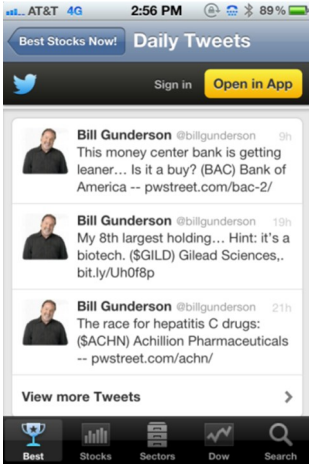 AT&T 4G 2:56 PM 89%
Best Stocks Now! Daily Tweets
Sign in Open in App
Bill Gunderson @billgunderson 9h
This money center bank is getting
leaner... Is it a buy? (BAC) Bank of
America -- pwstreet.com/bac-2/
Bill Gunderson @billgunderson 19h
My 8th largest holding... Hint: it's a
biotech. ($GILD) Gilead Sciences,.
bit.ly/Uh0f8p
Bill Gunderson @billgunderson 21h
The race for hepatitis C drugs:
($ACHN) Achillion Pharmaceuticals
-- pwstreet.com/achn/
View more Tweets
Best Stocks Sectors Dow Search